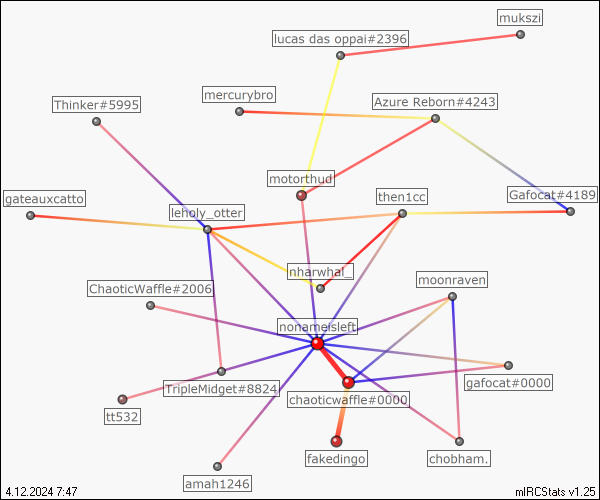 mukszi
lucas das oppai#2396
mercurybro
Azure Reborn#4243
Thinker#5995
motorthud
gateauxcatto
then1cc
Gafocat#4189
leholy_otter
nharwhal_
moonraven
ChaoticWaffle#2006
nonameisleft
TripleMidget#8824
gafocat#0000
chaoticwaffle#0000
tt532
fakedingo
chobham.
amah1246
4.12.2024 7:47
mIRCStats v1.25